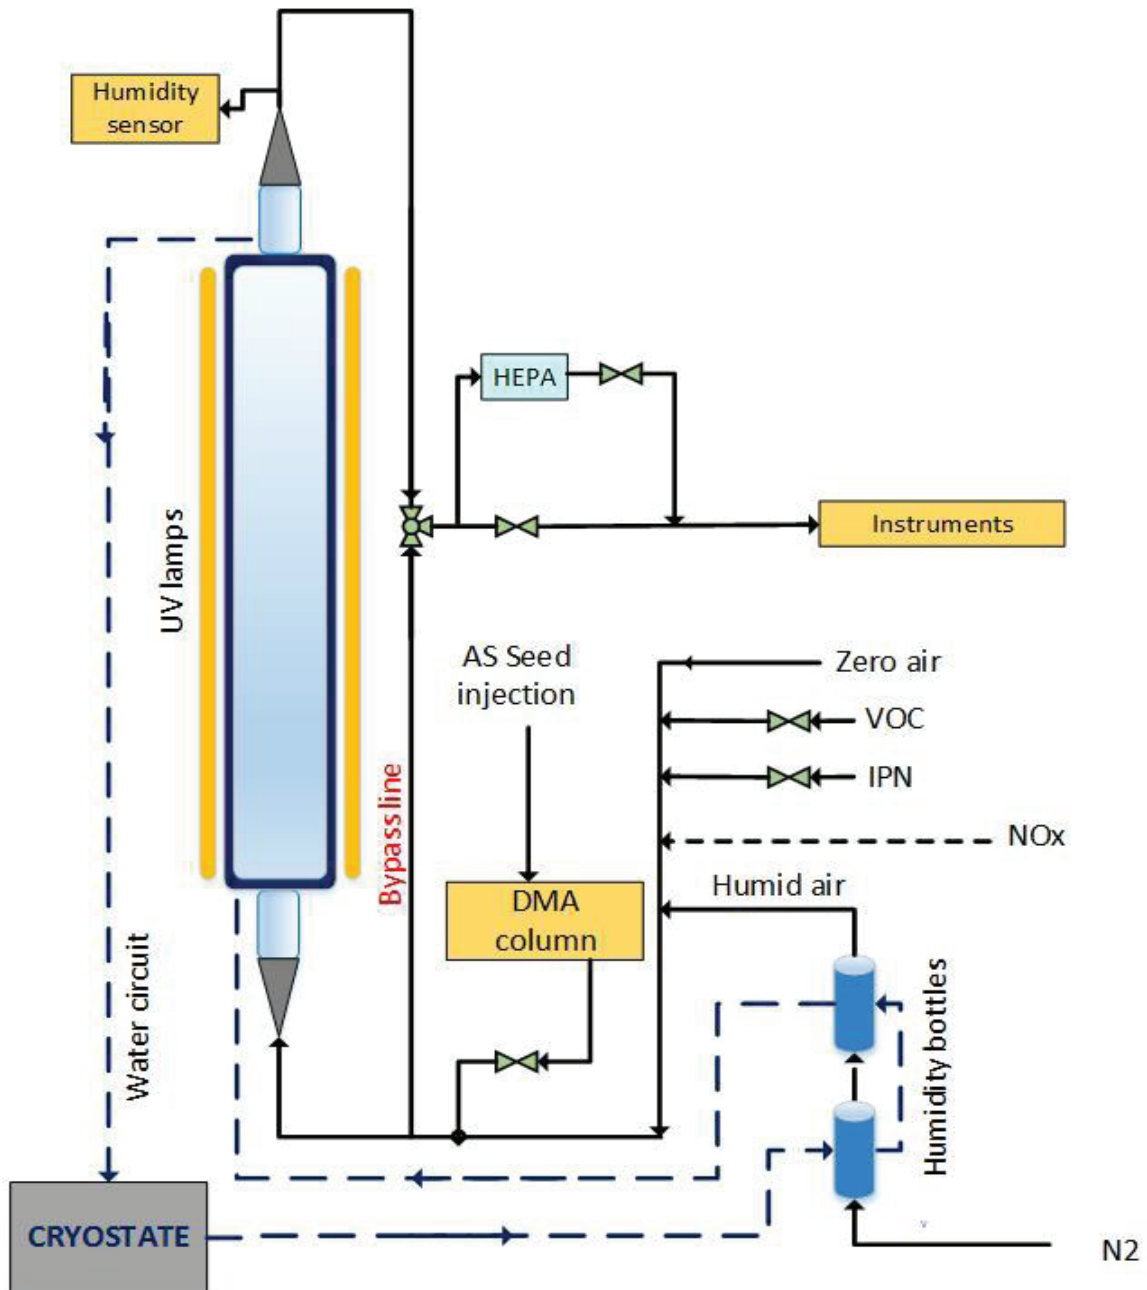 Humidity
sensor
HEPA
Instruments
UV lamps
AS Seed
injection
Zero air
VOC
IPN
NOx
Bypass line
DMA
column
Humid air
Humidity bottles
Water circuit
CRYOSTATE
v
N2